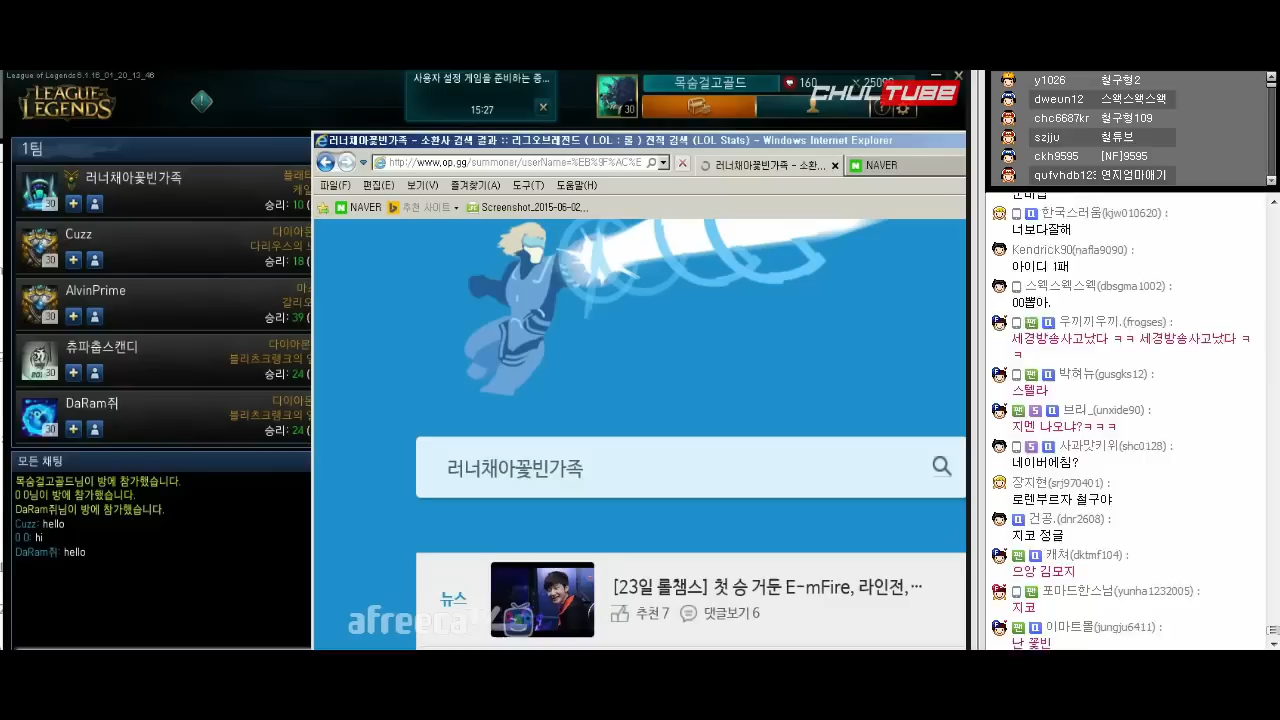 League of Legends 6.1.16_01_20_13_46
LEAGUE
LEGENDS
사용자 설정 게임을 준비하는 중...
15:27
30
목숨걸고골드
160
CHULTUBE
1팀
러너채아꽃빈가족
플래티
30
승리: 10
Cuzz
다이아몬
다리우스의
30
승리: 18
AlvinPrime
마스
갈리오
30
승리: 39
츄파춥스캔디
다이아몬
블리츠크랭크의
30
승리: 24
DaRam쥐
다이아몬
블리츠크랭크의
30
승리: 24
모든 채팅
목숨걸고골드님이 방에 참가했습니다.
0 0님이 방에 참가했습니다.
DaRam쥐님이 방에 참가했습니다.
Cuzz: hello
0 0: hi
DaRam쥐: hello
러너채아꽃빈가족 - 소환사 검색 결과 :: 리그오브레전드 ( LOL : 롤 ) 전적 검색 (LOL Stats) - Windows Internet Explorer
http://www.op.gg/summoner/userName=%EB%9F%AC%E
러너채아꽃빈가족 - 소환...
NAVER
파일(F) 편집(E) 보기(V) 즐겨찾기(A) 도구(T) 도움말(H)
NAVER 추천 사이트 Screenshot_2015-06-02,...
러너채아꽃빈가족
뉴스
[23일 롤챔스] 첫 승 거둔 E-mFire, 라인전,···
추천 7 댓글보기 6
afreeca
y1026 칠구형2
dweun12 스왝스왝스왝
chc6687kr 철구형109
szjju 철튜브
ckh9595 [NF]9595
qufvhdb123 연지엄마애기
한국스러움(kjw010620) :
너보다잘해
Kendrick90(nafla9090) :
아이디 1패
스웩스웩스웩(dbsgma1002) :
00뽑아.
팬 우끼끼우끼.(frogses) :
세경방송사고났다 ㅋㅋ 세경방송사고났다 ㅋ
ㅋ
팬 박혀뉴(gusgks12) :
스텔라
팬 S 브리_(unxide90) :
지멘 나오냐?ㅋㅋㅋ
S 사과맛키위(shc0128) :
네이버에침?
장지현(srj970401) :
로렌부르자 철구야
건공.(dnr2608) :
지코 정글
팬 캐쳐(dktmf104) :
으앙 김모지
팬 포마드한스님(yunha1232005) :
지코
팬 이마트몰(jungju6411) :
난 꽃빈